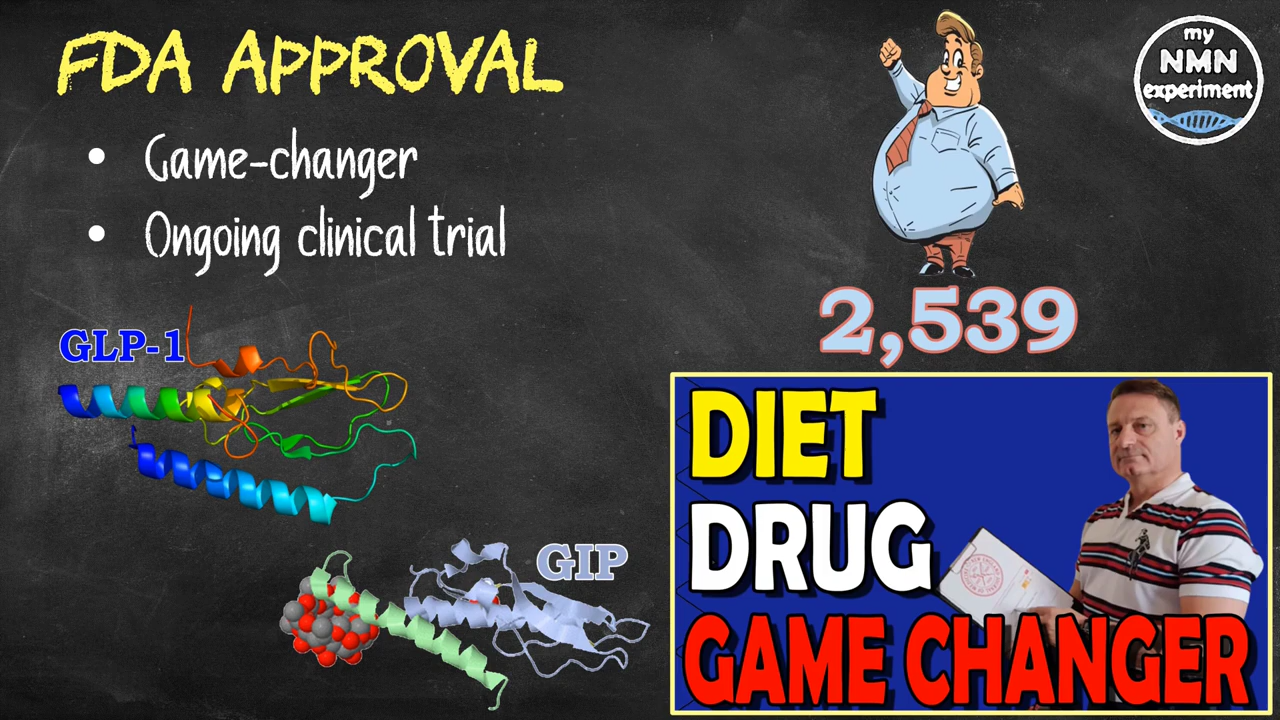 FDA APPROVAL
• Game-changer
• Ongoing clinical trial
my
NMN
experiment
2,539
GLP-1
GIP
DIET
DRUG
GAME CHANGER